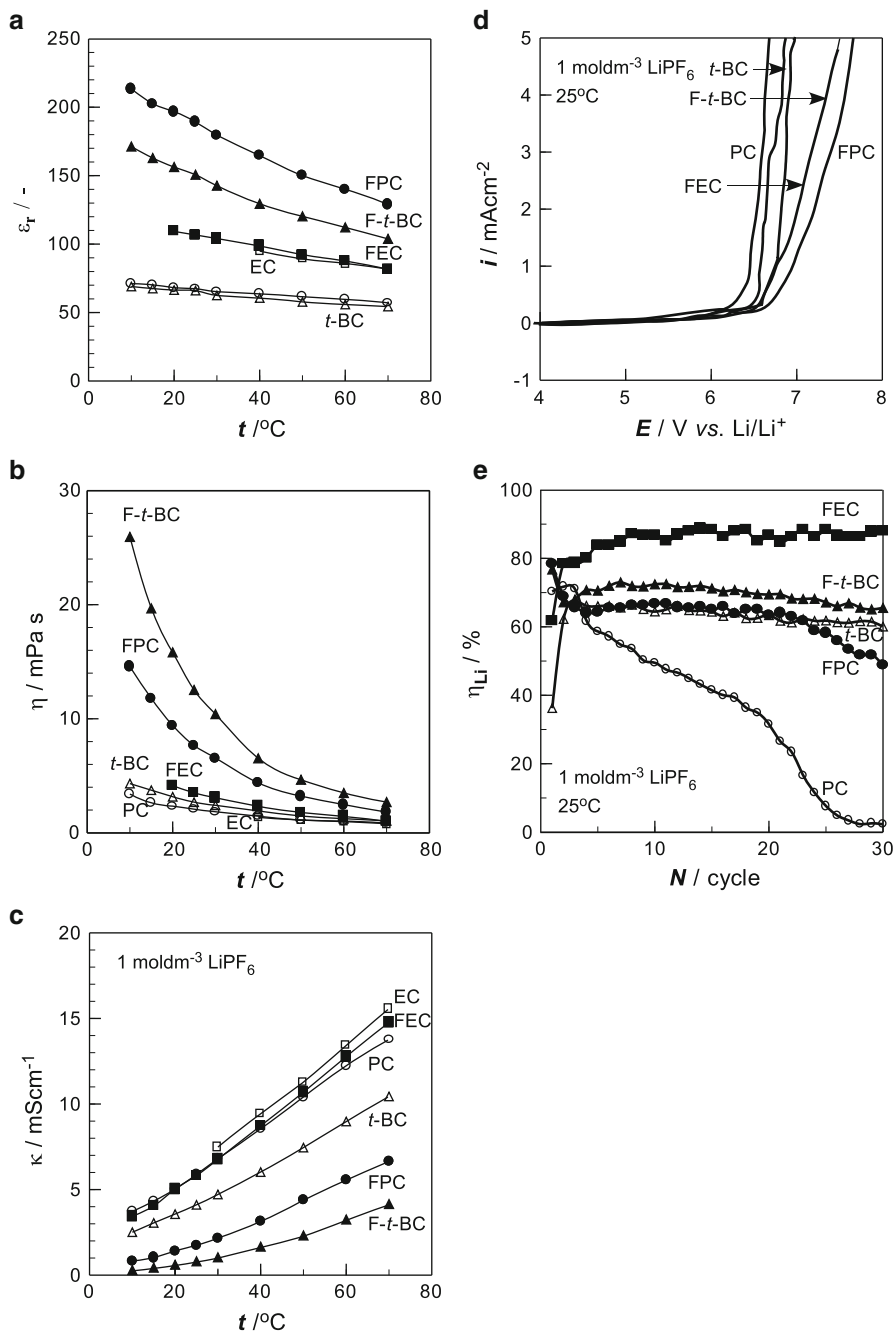 a
250
200
150
100
50
0
εr / -
FPC
F-t-BC
FEC
EC
t-BC
0 20 40 60 80
t /°C
b
30
20
10
0
η / mPa s
F-t-BC
FPC
t-BC
FEC
PC
EC
0 20 40 60 80
t /°C
c
20
15
10
5
0
κ / mScm-1
1 moldm-3 LiPF6
EC
FEC
PC
t-BC
FPC
F-t-BC
0 20 40 60 80
t /°C
d
5
4
3
2
1
0
-1
i / mAcm-2
1 moldm-3 LiPF6
25°C
t-BC
F-t-BC
PC
FPC
FEC
4 5 6 7 8
E / V vs. Li/Li+
e
100
80
60
40
20
0
ηLi / %
FEC
F-t-BC
t-BC
FPC
PC
1 moldm-3 LiPF6
25°C
0 10 20 30
N / cycle